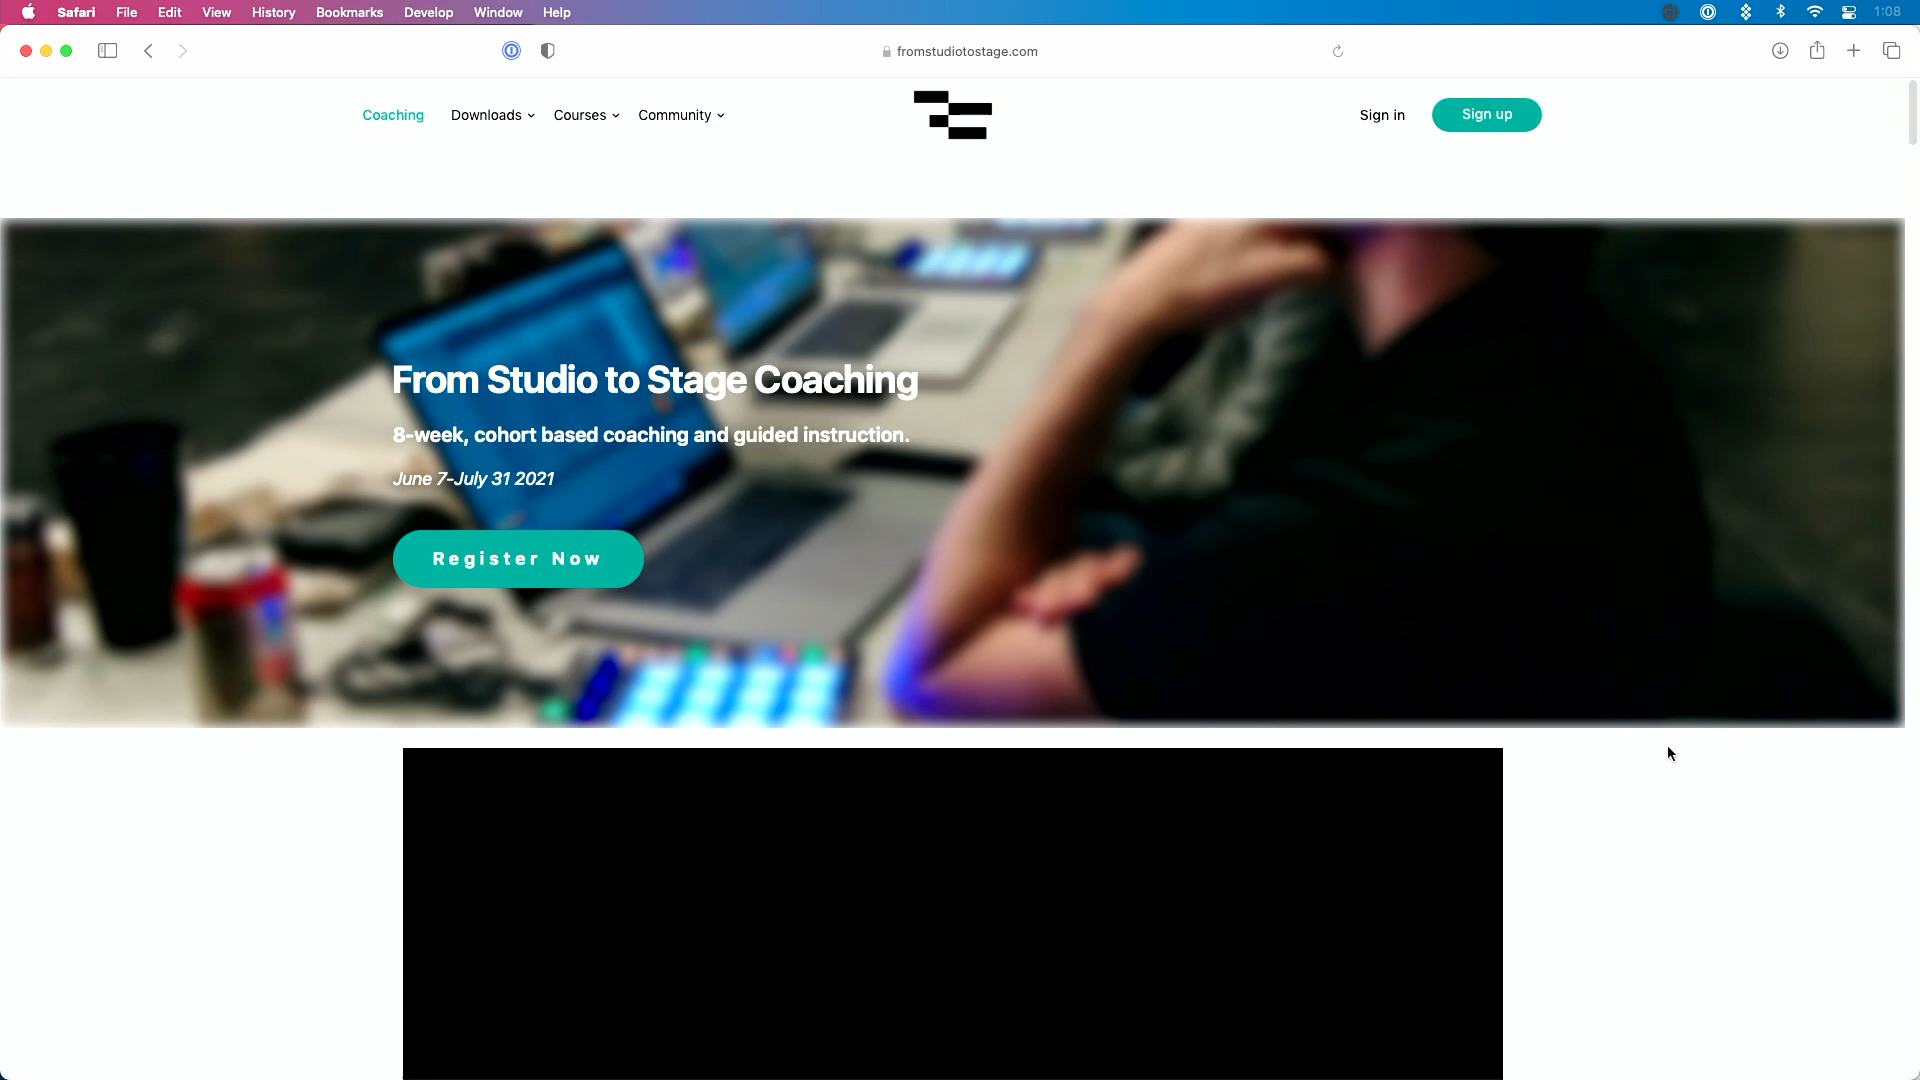 Safari File Edit View History Bookmarks Develop Window Help 1:08
fromstudiotostage.com
Coaching Downloads Courses Community Sign in Sign up
From Studio to Stage Coaching
8-week, cohort based coaching and guided instruction.
June 7-July 31 2021
Register Now